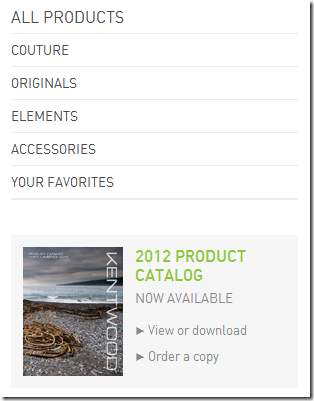 ALL PRODUCTS
COUTURE
ORIGINALS
ELEMENTS
ACCESSORIES
YOUR FAVORITES
KENTWOOD
2012 PRODUCT
CATALOG
NOW AVAILABLE
View or download
Order a copy